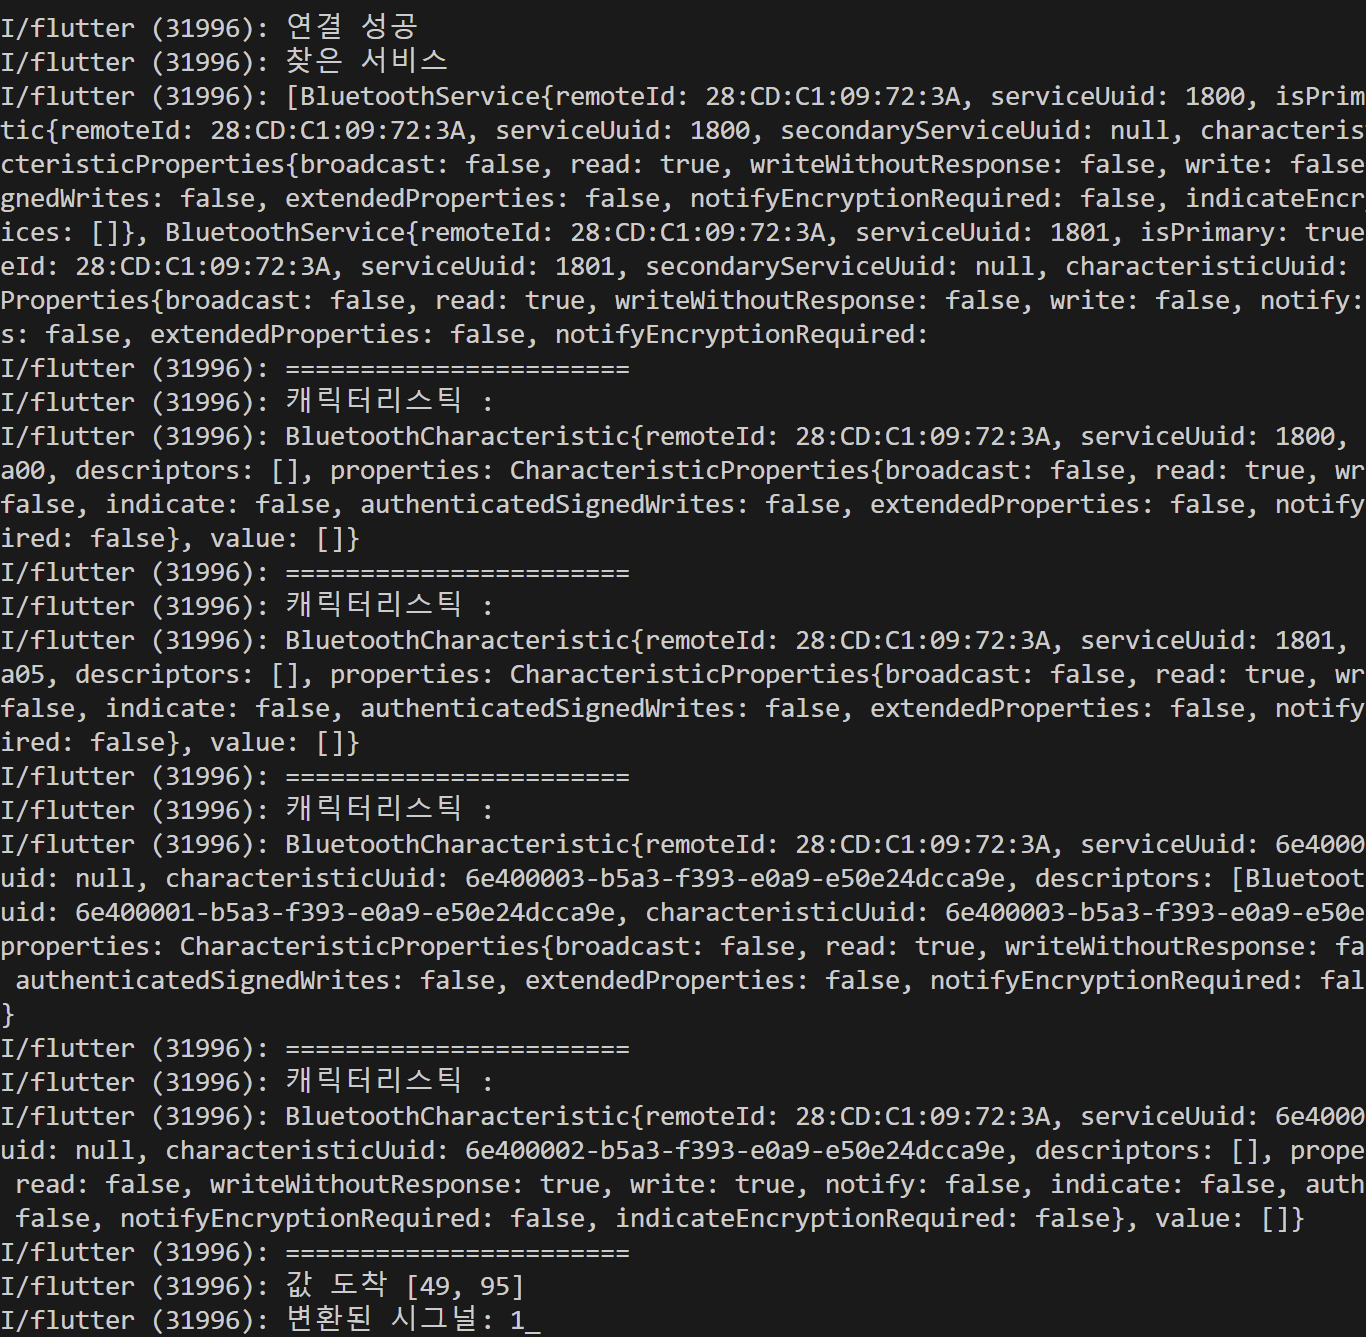 I/flutter (31996): 연결 성공
I/flutter (31996): 찾은 서비스
I/flutter (31996): [BluetoothService{remoteId: 28:CD:C1:09:72:3A, serviceUuid: 1800, isPrim
tic{remoteId: 28:CD:C1:09:72:3A, serviceUuid: 1800, secondaryServiceUuid: null, characteris
cteristicProperties{broadcast: false, read: true, writeWithoutResponse: false, write: false
gnedWrites: false, extendedProperties: false, notifyEncryptionRequired: false, indicateEncr
ices: []}, BluetoothService{remoteId: 28:CD:C1:09:72:3A, serviceUuid: 1801, isPrimary: true
eId: 28:CD:C1:09:72:3A, serviceUuid: 1801, secondaryServiceUuid: null, characteristicUuid:
Properties{broadcast: false, read: true, writeWithoutResponse: false, write: false, notify:
s: false, extendedProperties: false, notifyEncryptionRequired:
I/flutter (31996): =======================
I/flutter (31996): 캐릭터리스틱 :
I/flutter (31996): BluetoothCharacteristic{remoteId: 28:CD:C1:09:72:3A, serviceUuid: 1800,
a00, descriptors: [], properties: CharacteristicProperties{broadcast: false, read: true, wr
false, indicate: false, authenticatedSignedWrites: false, extendedProperties: false, notify
ired: false}, value: []}
I/flutter (31996): =======================
I/flutter (31996): 캐릭터리스틱 :
I/flutter (31996): BluetoothCharacteristic{remoteId: 28:CD:C1:09:72:3A, serviceUuid: 1801,
a05, descriptors: [], properties: CharacteristicProperties{broadcast: false, read: true, wr
false, indicate: false, authenticatedSignedWrites: false, extendedProperties: false, notify
ired: false}, value: []}
I/flutter (31996): =======================
I/flutter (31996): 캐릭터리스틱 :
I/flutter (31996): BluetoothCharacteristic{remoteId: 28:CD:C1:09:72:3A, serviceUuid: 6e4000
uid: null, characteristicUuid: 6e400003-b5a3-f393-e0a9-e50e24dcca9e, descriptors: [Bluetoot
uid: 6e400001-b5a3-f393-e0a9-e50e24dcca9e, characteristicUuid: 6e400003-b5a3-f393-e0a9-e50e
properties: CharacteristicProperties{broadcast: false, read: true, writeWithoutResponse: fa
authenticatedSignedWrites: false, extendedProperties: false, notifyEncryptionRequired: fal
}
I/flutter (31996): =======================
I/flutter (31996): 캐릭터리스틱 :
I/flutter (31996): BluetoothCharacteristic{remoteId: 28:CD:C1:09:72:3A, serviceUuid: 6e4000
uid: null, characteristicUuid: 6e400002-b5a3-f393-e0a9-e50e24dcca9e, descriptors: [], prope
read: false, writeWithoutResponse: true, write: true, notify: false, indicate: false, auth
false, notifyEncryptionRequired: false, indicateEncryptionRequired: false}, value: []}
I/flutter (31996): =======================
I/flutter (31996): 값 도착 [49, 95]
I/flutter (31996): 변환된 시그널: 1_